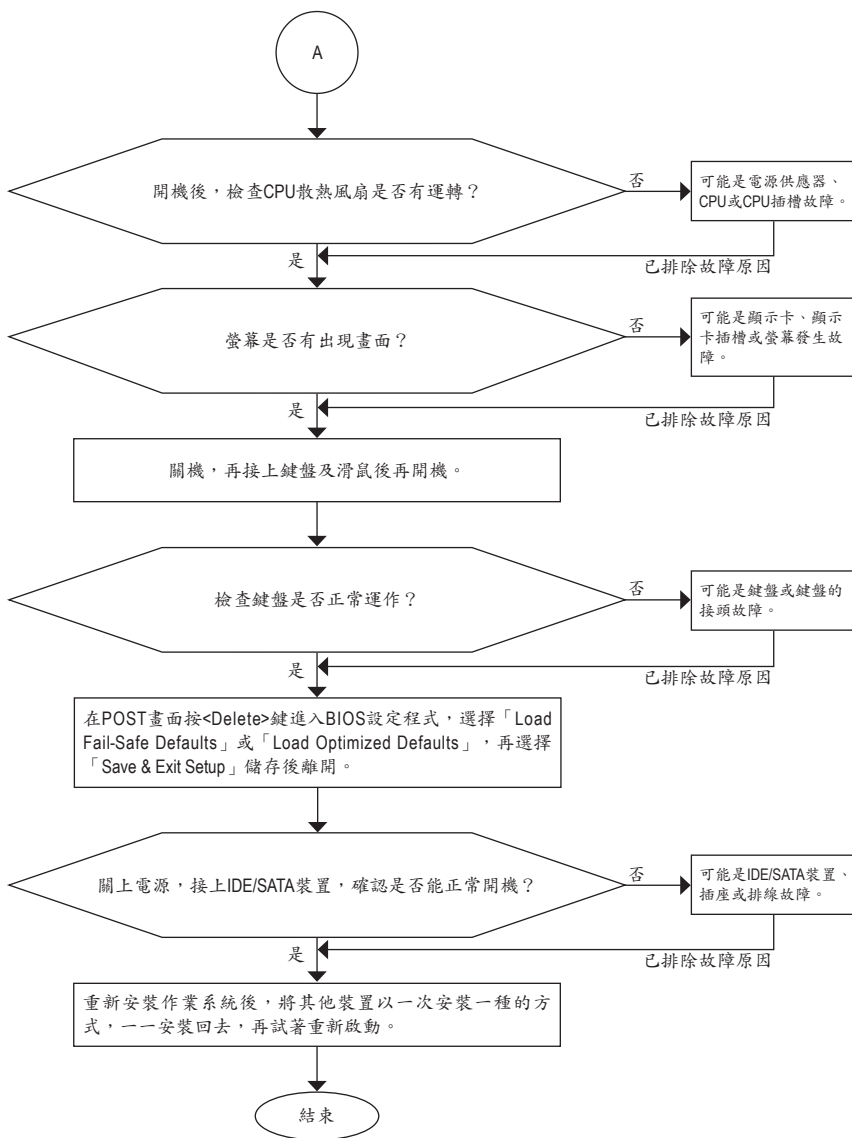 A
開機後，檢查CPU散熱風扇是否有運轉？
否
可能是電源供應器、
CPU或CPU插槽故障。
是
已排除故障原因
螢幕是否有出現畫面？
否
可能是顯示卡、顯示
卡插槽或螢幕發生故
障。
是
已排除故障原因
關機，再接上鍵盤及滑鼠後再開機。
檢查鍵盤是否正常運作？
否
可能是鍵盤或鍵盤的
接頭故障。
是
已排除故障原因
在POST畫面按<Delete>鍵進入BIOS設定程式，選擇「Load
Fail-Safe Defaults」或「Load Optimized Defaults」，再選擇
「Save & Exit Setup」儲存後離開。
關上電源，接上IDE/SATA裝置，確認是否能正常開機？
否
可能是IDE/SATA裝置、
插座或排線故障。
是
已排除故障原因
重新安裝作業系統後，將其他裝置以一次安裝一種的方
式，一一安裝回去，再試著重新啟動。
結束